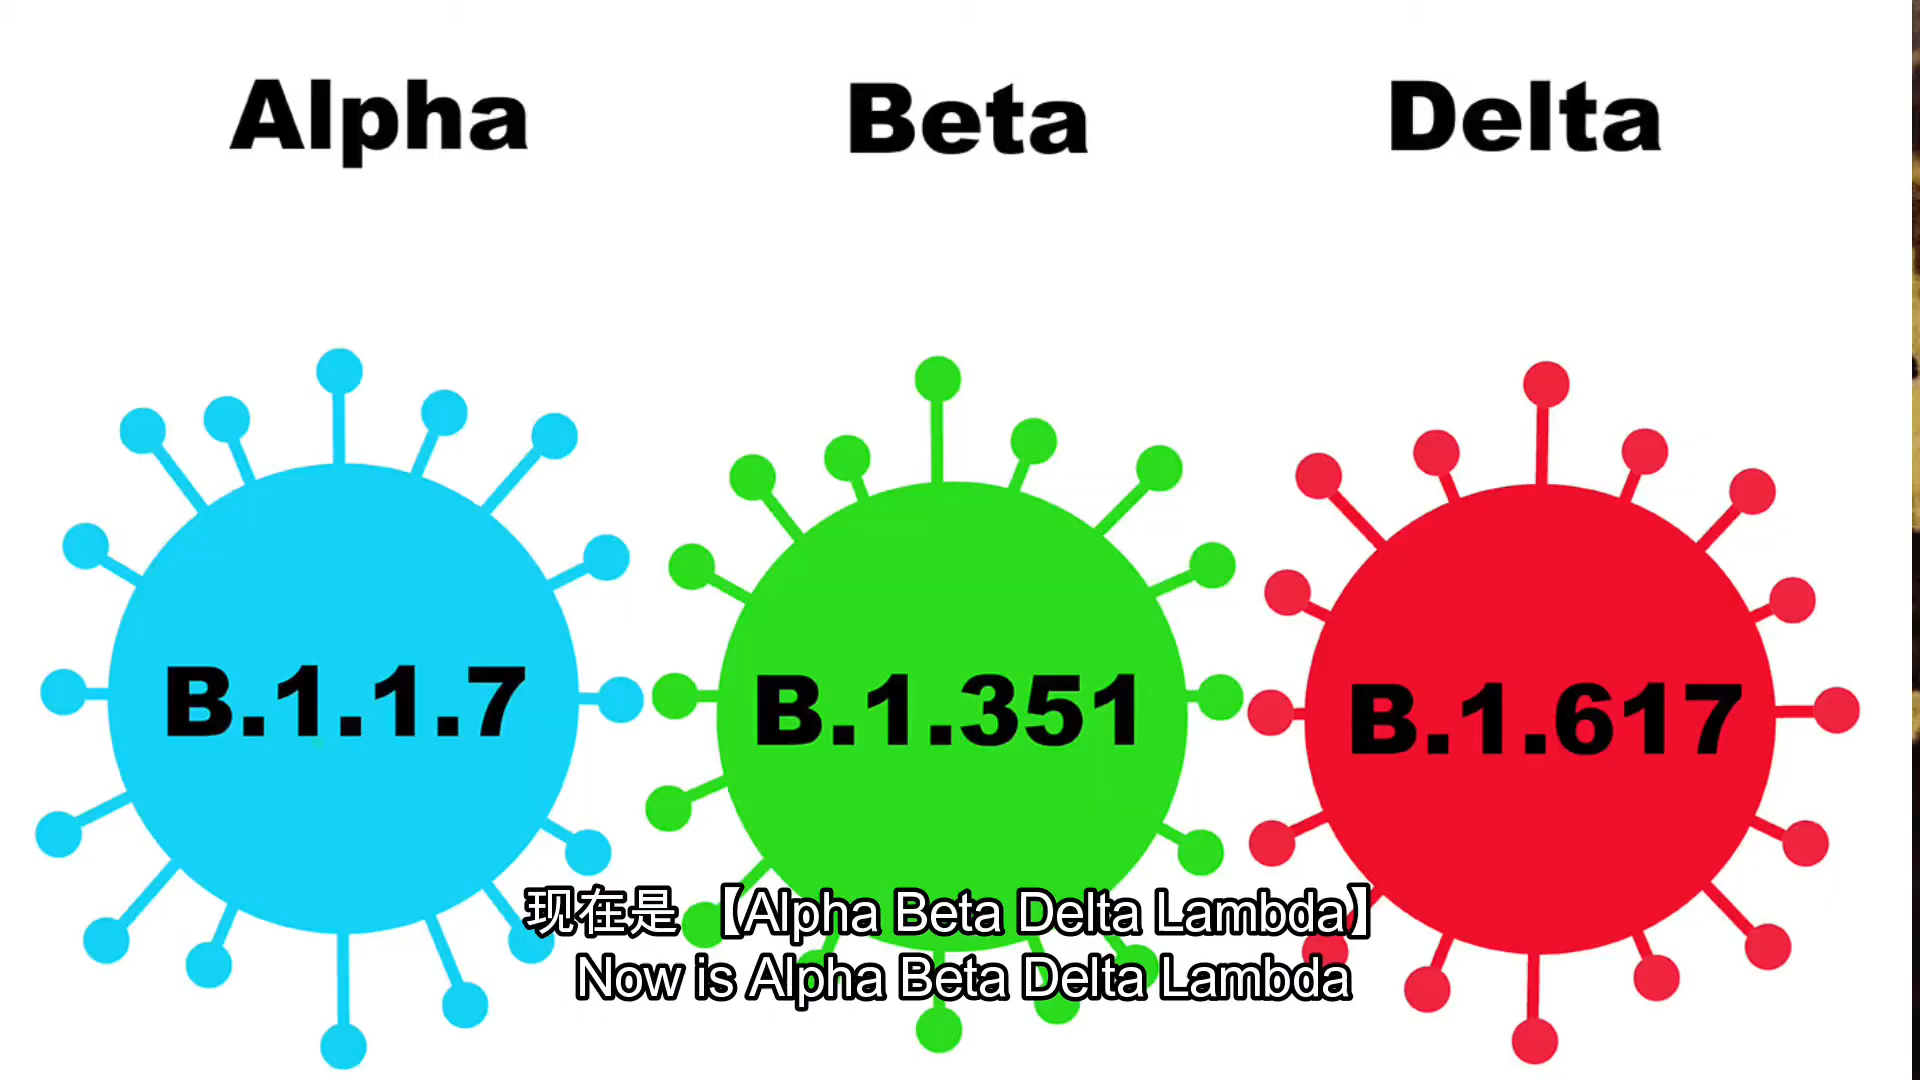 Alpha Beta Delta
B.1.1.7 B.1.351 B.1.617
现在是 【Alpha Beta Delta Lambda】
Now is Alpha Beta Delta Lambda